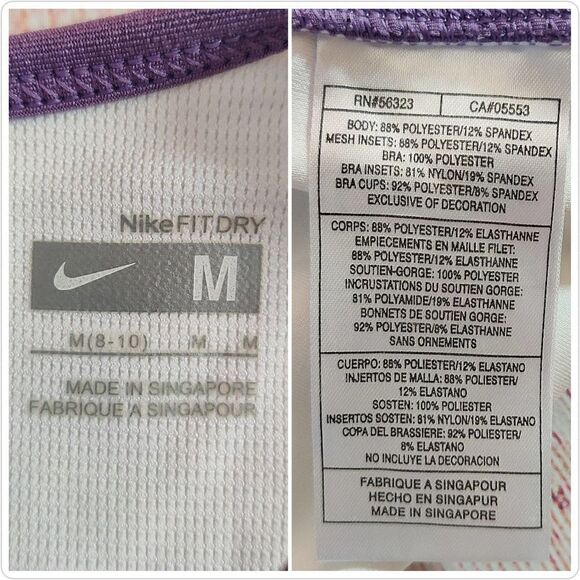 NikeFITDRY
M
M(8-10) M M
MADE IN SINGAPORE
FABRIQUE A SINGAPOUR
RN#56323 CA#05553
BODY: 88% POLYESTER/12% SPANDEX
MESH INSETS: 88% POLYESTER/12% SPANDEX
BRA: 100% POLYESTER
BRA INSETS: 81% NYLON/19% SPANDEX
BRA CUPS: 92% POLYESTER/8% SPANDEX
EXCLUSIVE OF DECORATION
CORPS: 88% POLYESTER/12% ELASTHANNE
EMPIECEMENTS EN MAILLE FILET:
88% POLYESTER/12% ELASTHANNE
SOUTIEN-GORGE: 100% POLYESTER
INCRUSTATIONS DU SOUTIEN GORGE:
81% POLYAMIDE/19% ELASTHANNE
BONNETS DE SOUTIEN GORGE:
92% POLYESTER/8% ELASTHANNE
SANS ORNEMENTS
CUERPO: 88% POLIESTER/12% ELASTANO
INJERTOS DE MALLA: 88% POLIESTER/
12% ELASTANO
SOSTEN: 100% POLIESTER
INSERTOS SOSTEN: 81% NYLON/19% ELASTANO
COPA DEL BRASSIERE: 92% POLIESTER/
8% ELASTANO
NO INCLUYE LA DECORACION
FABRIQUE A SINGAPOUR
HECHO EN SINGAPUR
MADE IN SINGAPORE